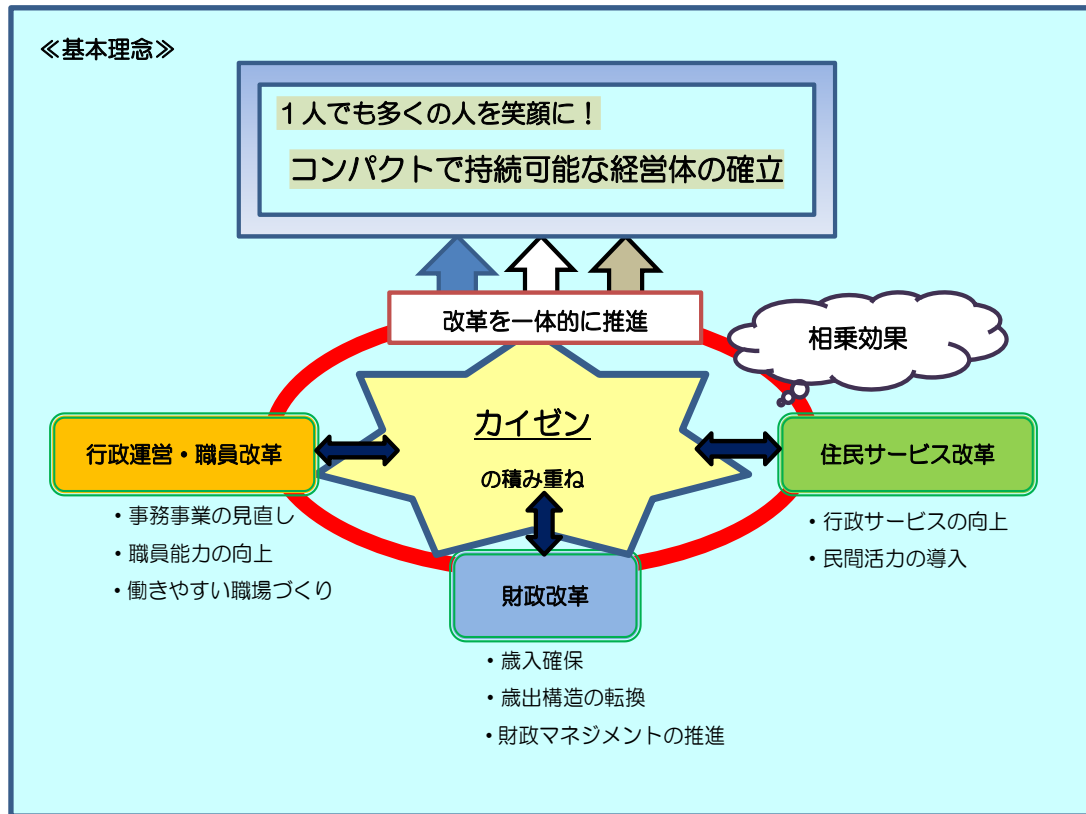 ≪基本理念≫
1人でも多くの人を笑顔に！
コンパクトで持続可能な経営体の確立
改革を一体的に推進
相乗効果
カイゼン
の積み重ね
行政運営・職員改革
・事務事業の見直し
・職員能力の向上
・働きやすい職場づくり
住民サービス改革
・行政サービスの向上
・民間活力の導入
財政改革
・歳入確保
・歳出構造の転換
・財政マネジメントの推進